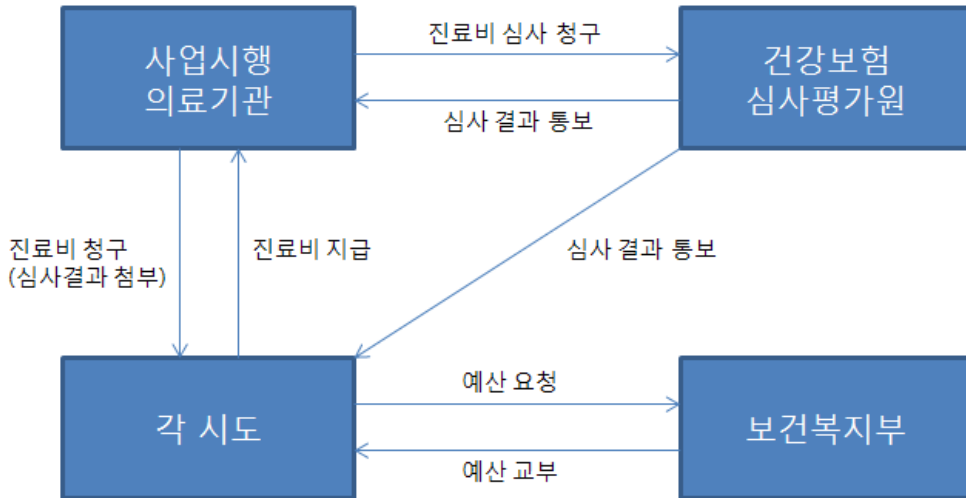 사업시행
의료기관
진료비 심사 청구
건강보험
심사평가원
심사 결과 통보
진료비 청구
(심사결과 첨부)
진료비 지급
심사 결과 통보
각 시도
예산 요청
보건복지부
예산 교부